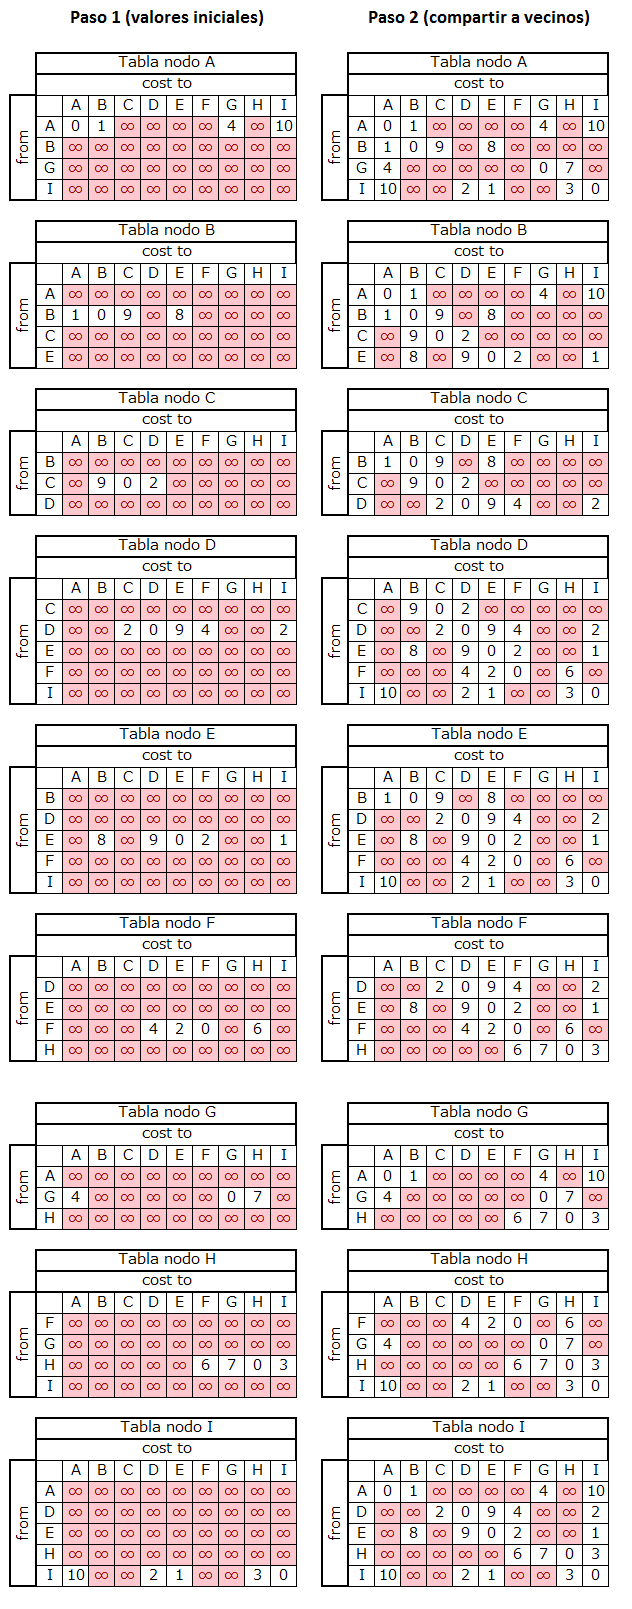 Paso 1 (valores iniciales)
Paso 2 (compartir a vecinos)
Tabla nodo A
cost to
from
A B C D E F G H I
A 0 1 ∞ ∞ ∞ ∞ 4 ∞ 10
B ∞ ∞ ∞ ∞ ∞ ∞ ∞ ∞ ∞
G ∞ ∞ ∞ ∞ ∞ ∞ ∞ ∞ ∞
I ∞ ∞ ∞ ∞ ∞ ∞ ∞ ∞ ∞
Tabla nodo A
cost to
from
A B C D E F G H I
A 0 1 ∞ ∞ ∞ ∞ 4 ∞ 10
B 1 0 9 ∞ 8 ∞ ∞ ∞ ∞
G 4 ∞ ∞ ∞ ∞ ∞ 0 7 ∞
I 10 ∞ ∞ 2 1 ∞ ∞ 3 0
Tabla nodo B
cost to
from
A B C D E F G H I
A ∞ ∞ ∞ ∞ ∞ ∞ ∞ ∞ ∞
B 1 0 9 ∞ 8 ∞ ∞ ∞ ∞
C ∞ ∞ ∞ ∞ ∞ ∞ ∞ ∞ ∞
E ∞ ∞ ∞ ∞ ∞ ∞ ∞ ∞ ∞
Tabla nodo B
cost to
from
A B C D E F G H I
A 0 1 ∞ ∞ ∞ ∞ 4 ∞ 10
B 1 0 9 ∞ 8 ∞ ∞ ∞ ∞
C ∞ 9 0 2 ∞ ∞ ∞ ∞ ∞
E ∞ 8 ∞ 9 0 2 ∞ ∞ 1
Tabla nodo C
cost to
from
A B C D E F G H I
B ∞ ∞ ∞ ∞ ∞ ∞ ∞ ∞ ∞
C ∞ 9 0 2 ∞ ∞ ∞ ∞ ∞
D ∞ ∞ ∞ ∞ ∞ ∞ ∞ ∞ ∞
Tabla nodo C
cost to
from
A B C D E F G H I
B 1 0 9 ∞ 8 ∞ ∞ ∞ ∞
C ∞ 9 0 2 ∞ ∞ ∞ ∞ ∞
D ∞ ∞ 2 0 9 4 ∞ ∞ 2
Tabla nodo D
cost to
from
A B C D E F G H I
C ∞ ∞ ∞ ∞ ∞ ∞ ∞ ∞ ∞
D ∞ ∞ 2 0 9 4 ∞ ∞ 2
E ∞ ∞ ∞ ∞ ∞ ∞ ∞ ∞ ∞
F ∞ ∞ ∞ ∞ ∞ ∞ ∞ ∞ ∞
I ∞ ∞ ∞ ∞ ∞ ∞ ∞ ∞ ∞
Tabla nodo D
cost to
from
A B C D E F G H I
C ∞ 9 0 2 ∞ ∞ ∞ ∞ ∞
D ∞ ∞ 2 0 9 4 ∞ ∞ 2
E ∞ 8 ∞ 9 0 2 ∞ ∞ 1
F ∞ ∞ ∞ 4 2 0 ∞ 6 ∞
I 10 ∞ ∞ 2 1 ∞ ∞ 3 0
Tabla nodo E
cost to
from
A B C D E F G H I
B ∞ ∞ ∞ ∞ ∞ ∞ ∞ ∞ ∞
D ∞ ∞ ∞ ∞ ∞ ∞ ∞ ∞ ∞
E ∞ 8 ∞ 9 0 2 ∞ ∞ 1
F ∞ ∞ ∞ ∞ ∞ ∞ ∞ ∞ ∞
I ∞ ∞ ∞ ∞ ∞ ∞ ∞ ∞ ∞
Tabla nodo E
cost to
from
A B C D E F G H I
B 1 0 9 ∞ 8 ∞ ∞ ∞ ∞
D ∞ ∞ 2 0 9 4 ∞ ∞ 2
E ∞ 8 ∞ 9 0 2 ∞ ∞ 1
F ∞ ∞ ∞ 4 2 0 ∞ 6 ∞
I 10 ∞ ∞ 2 1 ∞ ∞ 3 0
Tabla nodo F
cost to
from
A B C D E F G H I
D ∞ ∞ ∞ ∞ ∞ ∞ ∞ ∞ ∞
E ∞ ∞ ∞ ∞ ∞ ∞ ∞ ∞ ∞
F ∞ ∞ ∞ 4 2 0 ∞ 6 ∞
H ∞ ∞ ∞ ∞ ∞ ∞ ∞ ∞ ∞
Tabla nodo F
cost to
from
A B C D E F G H I
D ∞ ∞ 2 0 9 4 ∞ ∞ 2
E ∞ 8 ∞ 9 0 2 ∞ ∞ 1
F ∞ ∞ ∞ 4 2 0 ∞ 6 ∞
H ∞ ∞ ∞ ∞ ∞ 6 7 0 3
Tabla nodo G
cost to
from
A B C D E F G H I
A ∞ ∞ ∞ ∞ ∞ ∞ ∞ ∞ ∞
G 4 ∞ ∞ ∞ ∞ ∞ 0 7 ∞
H ∞ ∞ ∞ ∞ ∞ ∞ ∞ ∞ ∞
Tabla nodo G
cost to
from
A B C D E F G H I
A 0 1 ∞ ∞ ∞ ∞ 4 ∞ 10
G 4 ∞ ∞ ∞ ∞ ∞ 0 7 ∞
H ∞ ∞ ∞ ∞ ∞ 6 7 0 3
Tabla nodo H
cost to
from
A B C D E F G H I
F ∞ ∞ ∞ ∞ ∞ ∞ ∞ ∞ ∞
G ∞ ∞ ∞ ∞ ∞ ∞ ∞ ∞ ∞
H ∞ ∞ ∞ ∞ ∞ 6 7 0 3
I ∞ ∞ ∞ ∞ ∞ ∞ ∞ ∞ ∞
Tabla nodo H
cost to
from
A B C D E F G H I
F ∞ ∞ ∞ 4 2 0 ∞ 6 ∞
G 4 ∞ ∞ ∞ ∞ ∞ 0 7 ∞
H ∞ ∞ ∞ ∞ ∞ 6 7 0 3
I 10 ∞ ∞ 2 1 ∞ ∞ 3 0
Tabla nodo I
cost to
from
A B C D E F G H I
A ∞ ∞ ∞ ∞ ∞ ∞ ∞ ∞ ∞
D ∞ ∞ ∞ ∞ ∞ ∞ ∞ ∞ ∞
E ∞ ∞ ∞ ∞ ∞ ∞ ∞ ∞ ∞
H ∞ ∞ ∞ ∞ ∞ ∞ ∞ ∞ ∞
I 10 ∞ ∞ 2 1 ∞ ∞ 3 0
Tabla nodo I
cost to
from
A B C D E F G H I
A 0 1 ∞ ∞ ∞ ∞ 4 ∞ 10
D ∞ ∞ 2 0 9 4 ∞ ∞ 2
E ∞ 8 ∞ 9 0 2 ∞ ∞ 1
H ∞ ∞ ∞ ∞ ∞ 6 7 0 3
I 10 ∞ ∞ 2 1 ∞ ∞ 3 0